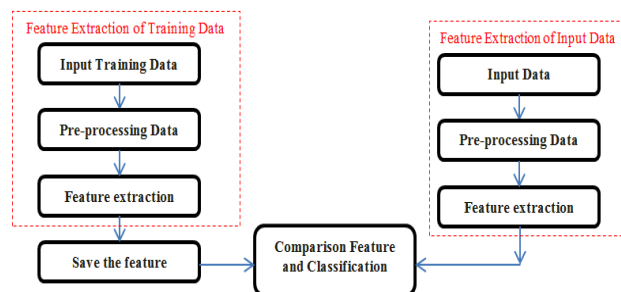 Feature Extraction of Training Data
Input Training Data
Pre-processing Data
Feature extraction
Save the feature
Feature Extraction of Input Data
Input Data
Pre-processing Data
Feature extraction
Comparison Feature
and Classification